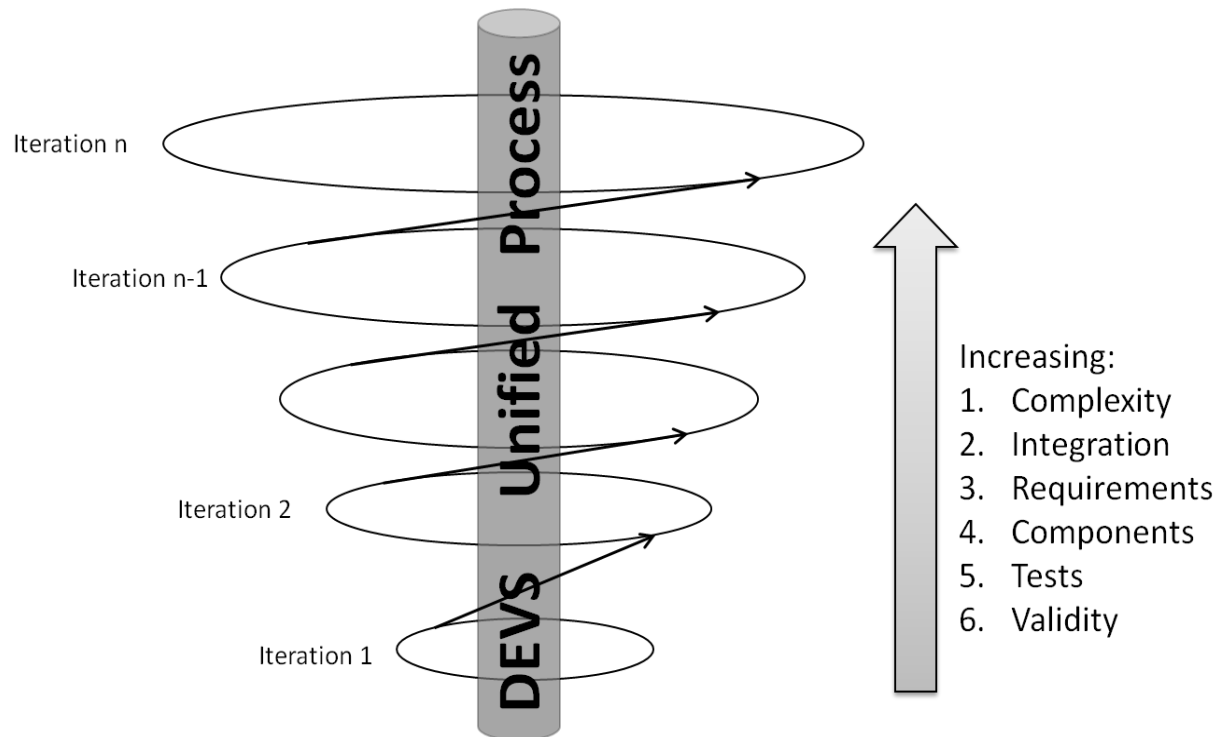 Iteration n
Iteration n-1
Iteration 2
Iteration 1
DEVS Unified Process
Increasing:
1. Complexity
2. Integration
3. Requirements
4. Components
5. Tests
6. Validity